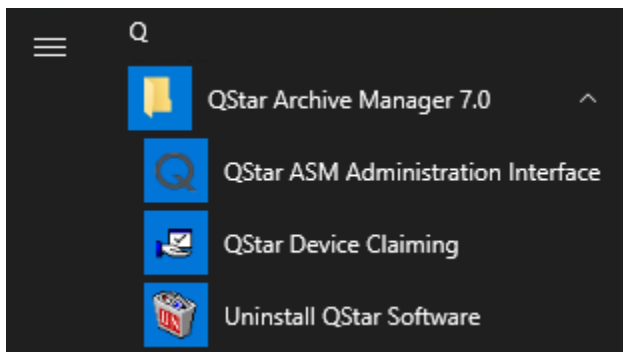 Q
QStar Archive Manager 7.0
QStar ASM Administration Interface
QStar Device Claiming
Uninstall QStar Software